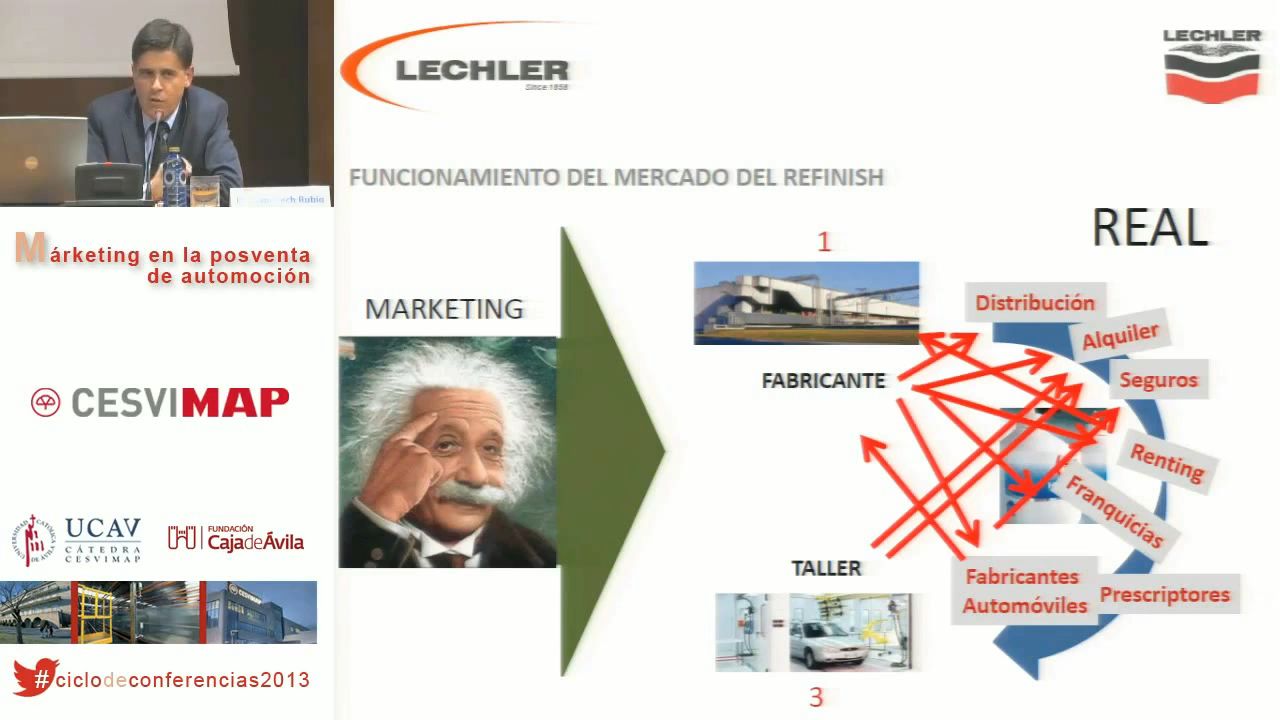 LECHLER
Since 1858
LECHLER
FUNCIONAMIENTO DEL MERCADO DEL REFINISH
REAL
Márketing en la posventa
de automoción
MARKETING
1
Distribución
Alquiler
FABRICANTE
Seguros
CESVIMAP
Renting
Franquicias
UNIVERSIDAD CATÓLICA DE ÁVILA
UCAV
CÁTEDRA
CESVIMAP
FUNDACIÓN
CajadeÁvila
TALLER
Fabricantes
Automóviles
Prescriptores
CESVIMAP
3
#ciclodeconferencias2013